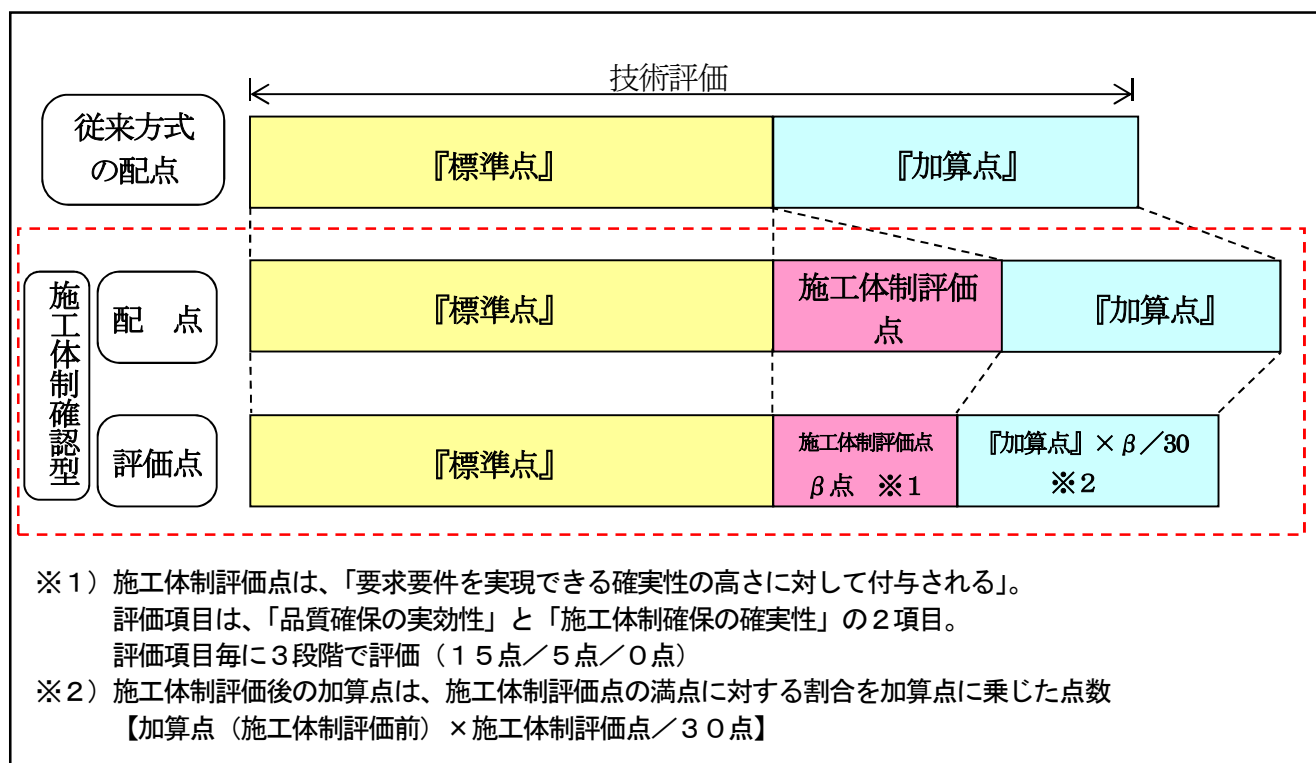 技術評価
従来方式
の配点
『標準点』
『加算点』
施工体制確認型
配　点
『標準点』
施工体制評価
点
『加算点』
評価点
『標準点』
施工体制評価点
β点　※1
『加算点』×β／30
※2
※１）施工体制評価点は、「要求要件を実現できる確実性の高さに対して付与される」。
評価項目は、「品質確保の実効性」と「施工体制確保の確実性」の２項目。
評価項目毎に３段階で評価（１５点／５点／０点）
※２）施工体制評価後の加算点は、施工体制評価点の満点に対する割合を加算点に乗じた点数
【加算点（施工体制評価前）×施工体制評価点／３０点】